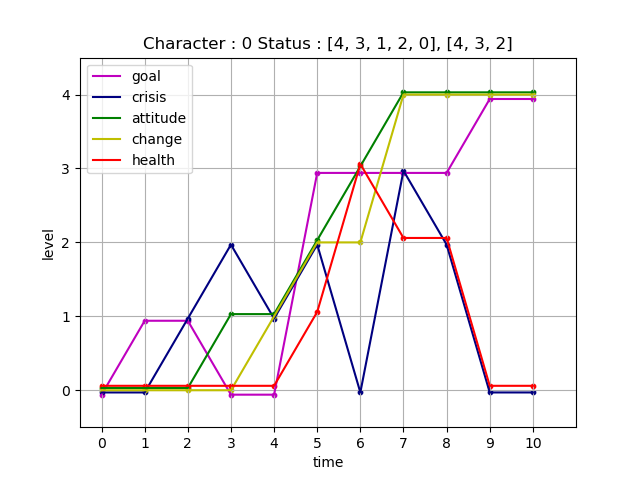 Character : 0 Status : [4, 3, 1, 2, 0], [4, 3, 2]
goal
crisis
attitude
change
health
level
4
3
2
1
0
0 1 2 3 4 5 6 7 8 9 10
time